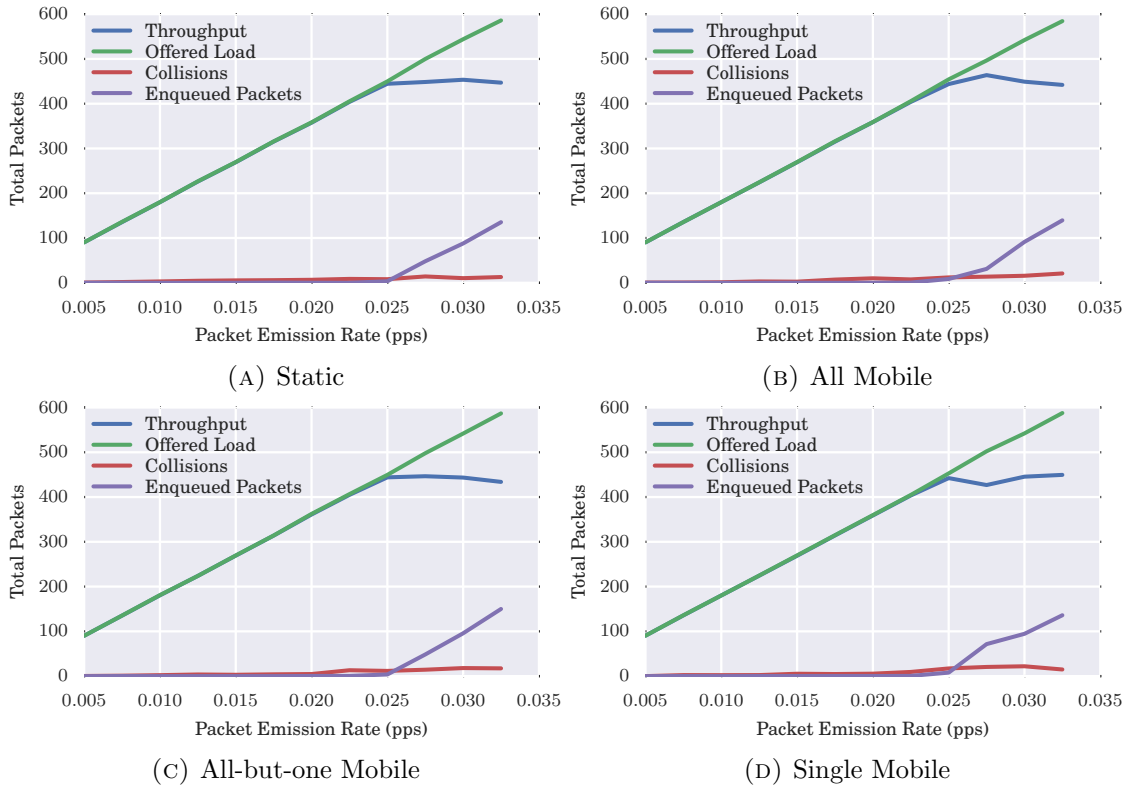 600
500
400
300
200
100
0
Total Packets
Throughput
Offered Load
Collisions
Enqueued Packets
0.005 0.010 0.015 0.020 0.025 0.030 0.035
Packet Emission Rate (pps)
(A) Static
600
500
400
300
200
100
0
Total Packets
Throughput
Offered Load
Collisions
Enqueued Packets
0.005 0.010 0.015 0.020 0.025 0.030 0.035
Packet Emission Rate (pps)
(B) All Mobile
600
500
400
300
200
100
0
Total Packets
Throughput
Offered Load
Collisions
Enqueued Packets
0.005 0.010 0.015 0.020 0.025 0.030 0.035
Packet Emission Rate (pps)
(C) All-but-one Mobile
600
500
400
300
200
100
0
Total Packets
Throughput
Offered Load
Collisions
Enqueued Packets
0.005 0.010 0.015 0.020 0.025 0.030 0.035
Packet Emission Rate (pps)
(D) Single Mobile